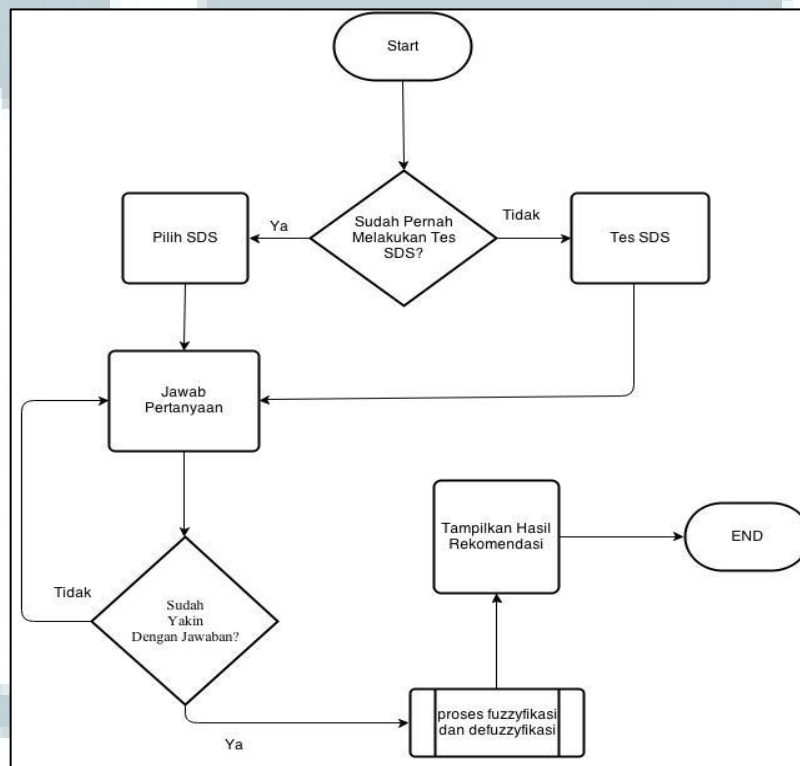 Start
Sudah Pernah
Melakukan Tes
SDS?
Ya
Tidak
Pilih SDS
Tes SDS
Jawab
Pertanyaan
Sudah
Yakin
Dengan Jawaban?
Tidak
Ya
proses fuzzyfikasi
dan defuzzyfikasi
Tampilkan Hasil
Rekomendasi
END